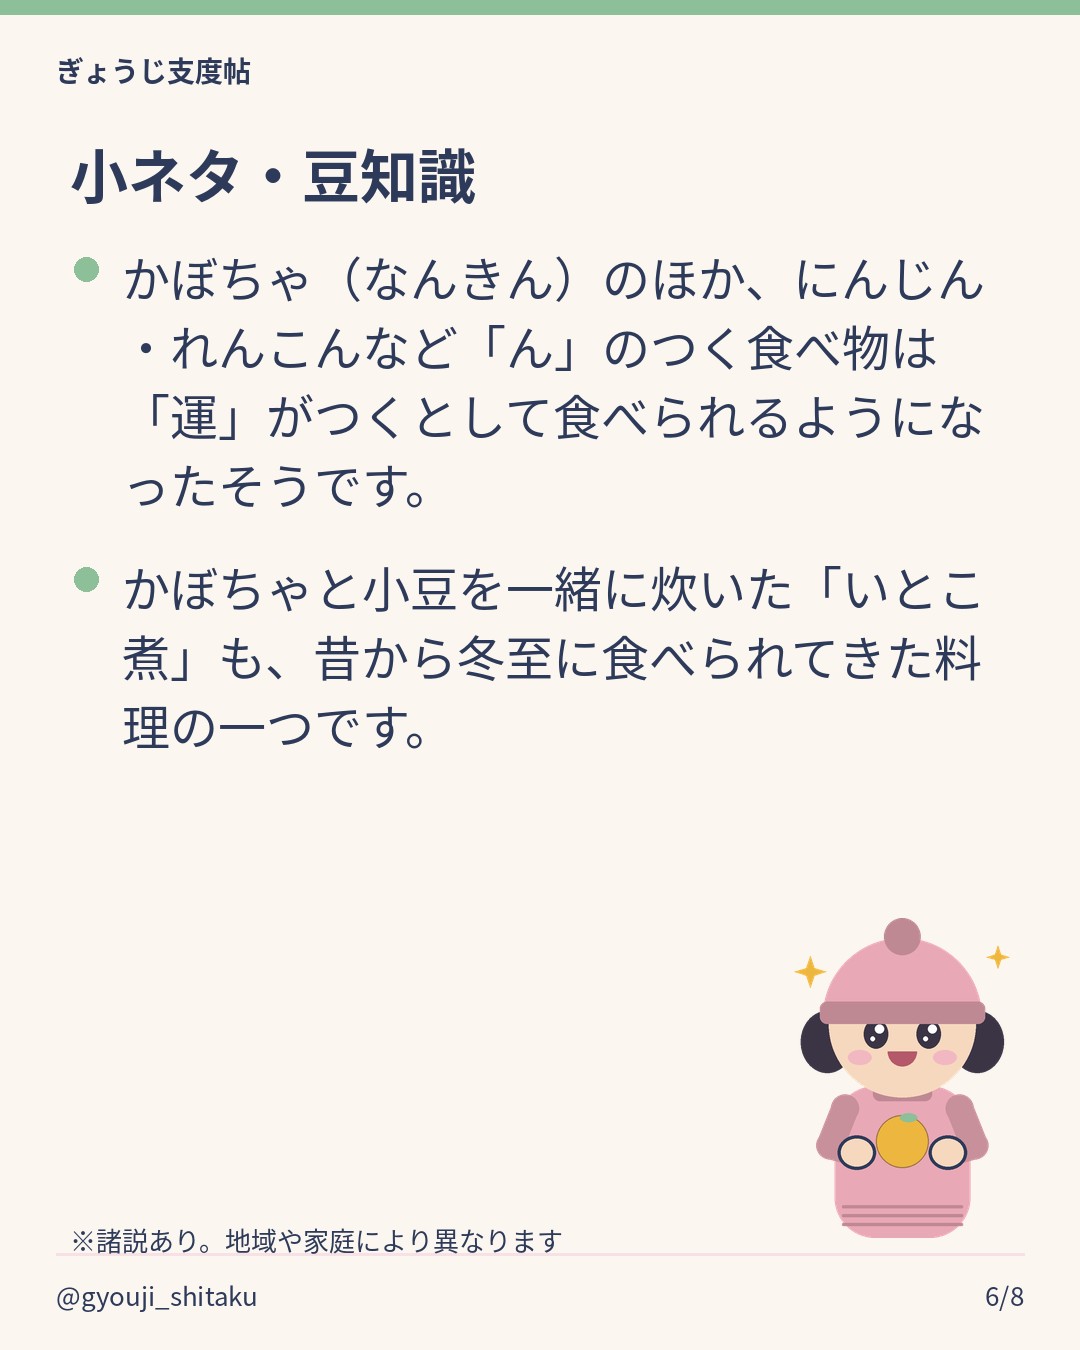 ぎょうじ支度帖
小ネタ・豆知識
かぼちゃ（なんきん）のほか、にんじん
・れんこんなど「ん」のつく食べ物は
「運」がつくとして食べられるようにな
ったそうです。
かぼちゃと小豆を一緒に炊いた「いとこ
煮」も、昔から冬至に食べられてきた料
理の一つです。
※諸説あり。地域や家庭により異なります
@gyouji_shitaku
6/8